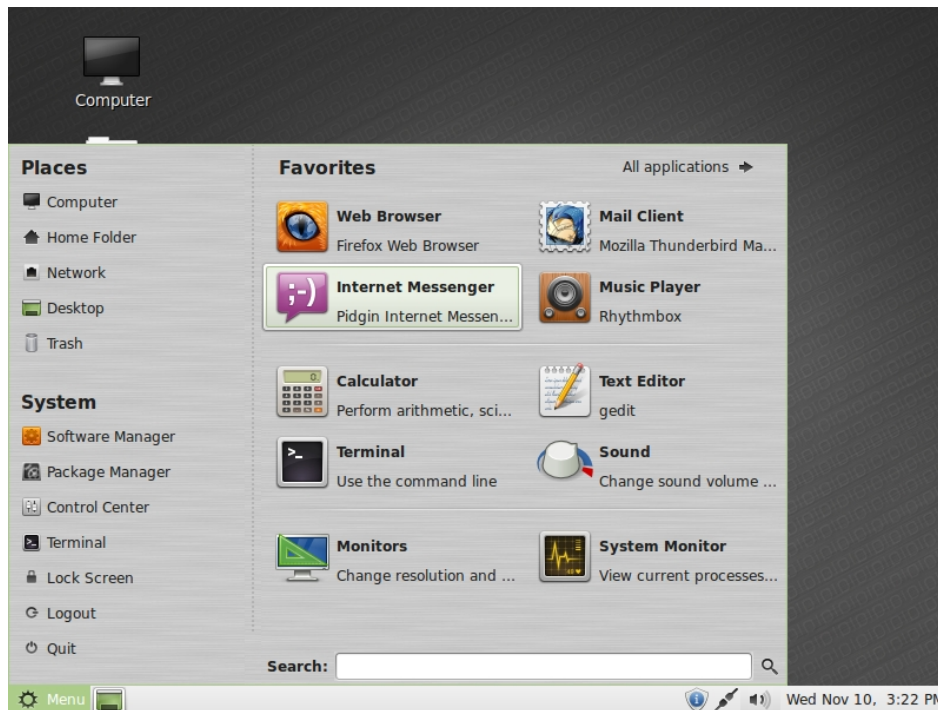 Computer
Places
Computer
Home Folder
Network
Desktop
Trash
System
Software Manager
Package Manager
Control Center
Terminal
Lock Screen
Logout
Quit
Favorites
All applications
Web Browser
Firefox Web Browser
Mail Client
Mozilla Thunderbird Ma...
;-)
Internet Messenger
Pidgin Internet Messen...
Music Player
Rhythmbox
Calculator
Perform arithmetic, sci...
Text Editor
gedit
>_
Terminal
Use the command line
Sound
Change sound volume ...
Monitors
Change resolution and ...
System Monitor
View current processes...
Search:
Menu
Wed Nov 10, 3:22 PM